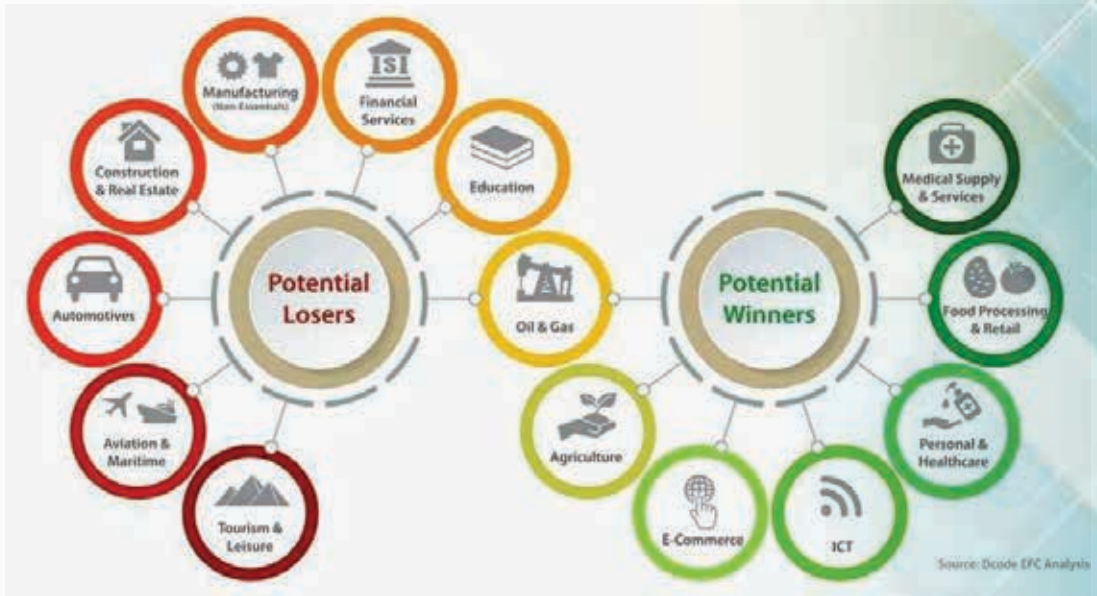 Manufacturing
(Non-Essentials)
Financial
Services
Construction
& Real Estate
Education
Automotives
Potential
Losers
Oil & Gas
Aviation &
Maritime
Tourism &
Leisure
Potential
Winners
Medical Supply
& Services
Food Processing
& Retail
Personal &
Healthcare
ICT
E-Commerce
Agriculture
Source: Dcode EFC Analysis